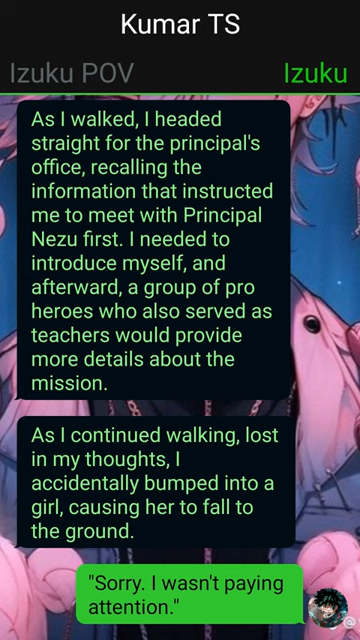 Kumar TS
Izuku POV
Izuku
As I walked, I headed
straight for the principal's
office, recalling the
information that instructed
me to meet with Principal
Nezu first. I needed to
introduce myself, and
afterward, a group of pro
heroes who also served as
teachers would provide
more details about the
mission.
As I continued walking, lost
in my thoughts, I
accidentally bumped into a
girl, causing her to fall to
the ground.
"Sorry. I wasn't paying
attention."
@